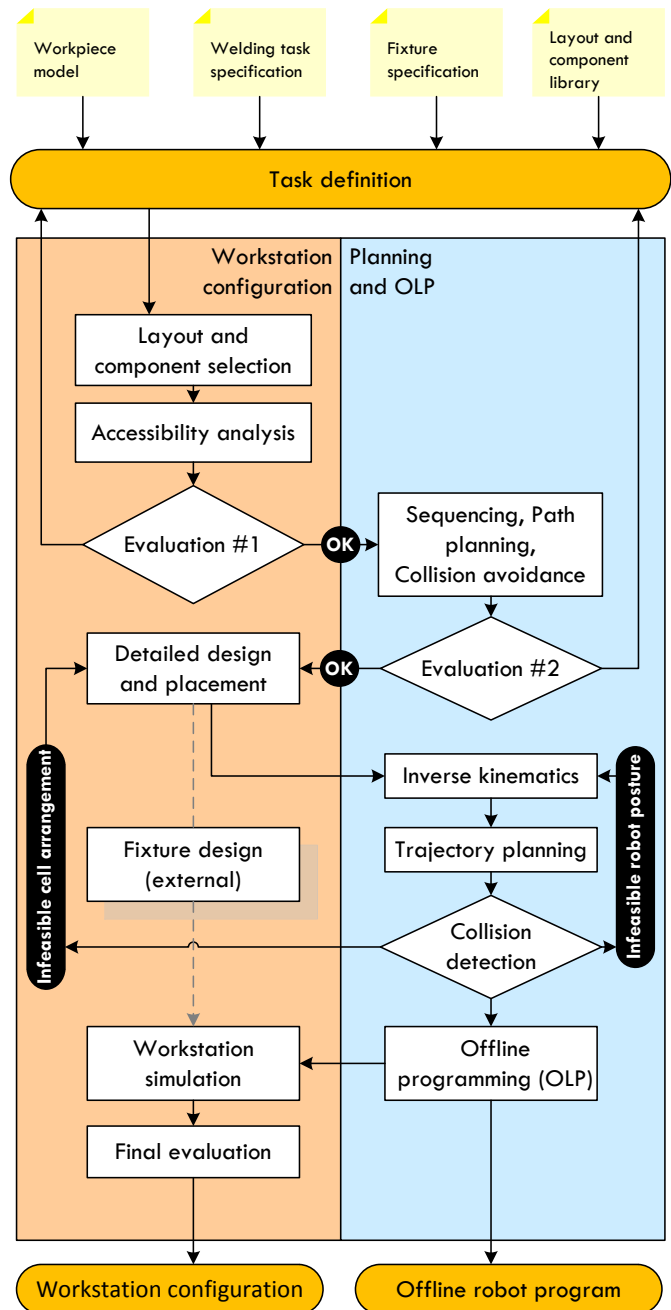 Workpiece
model
Welding task
specification
Fixture
specification
Layout and
component
library
Task definition
Workstation
configuration
Planning
and OLP
Layout and
component selection
Accessibility analysis
Evaluation #1
OK
Sequencing, Path
planning,
Collision avoidance
Detailed design
and placement
OK
Evaluation #2
Infeasible cell arrangement
Inverse kinematics
Infeasible robot posture
Trajectory planning
Fixture design
(external)
Collision
detection
Workstation
simulation
Offline
programming (OLP)
Final evaluation
Workstation configuration
Offline robot program